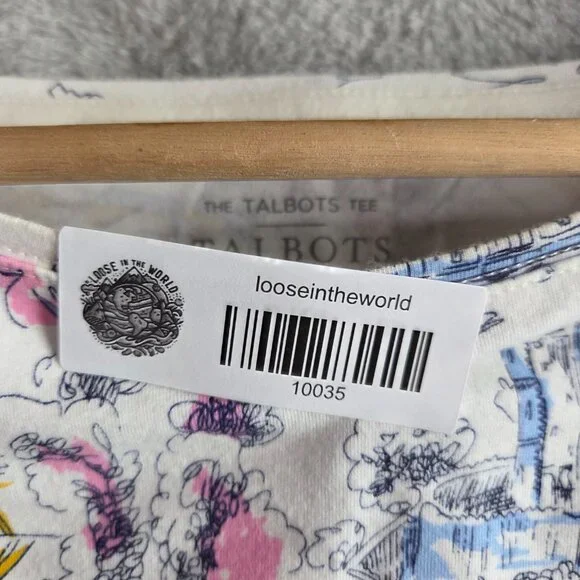 THE TALBOTS TEE
TALBOTS
LOOSE IN THE WORLD
looseintheworld
10035